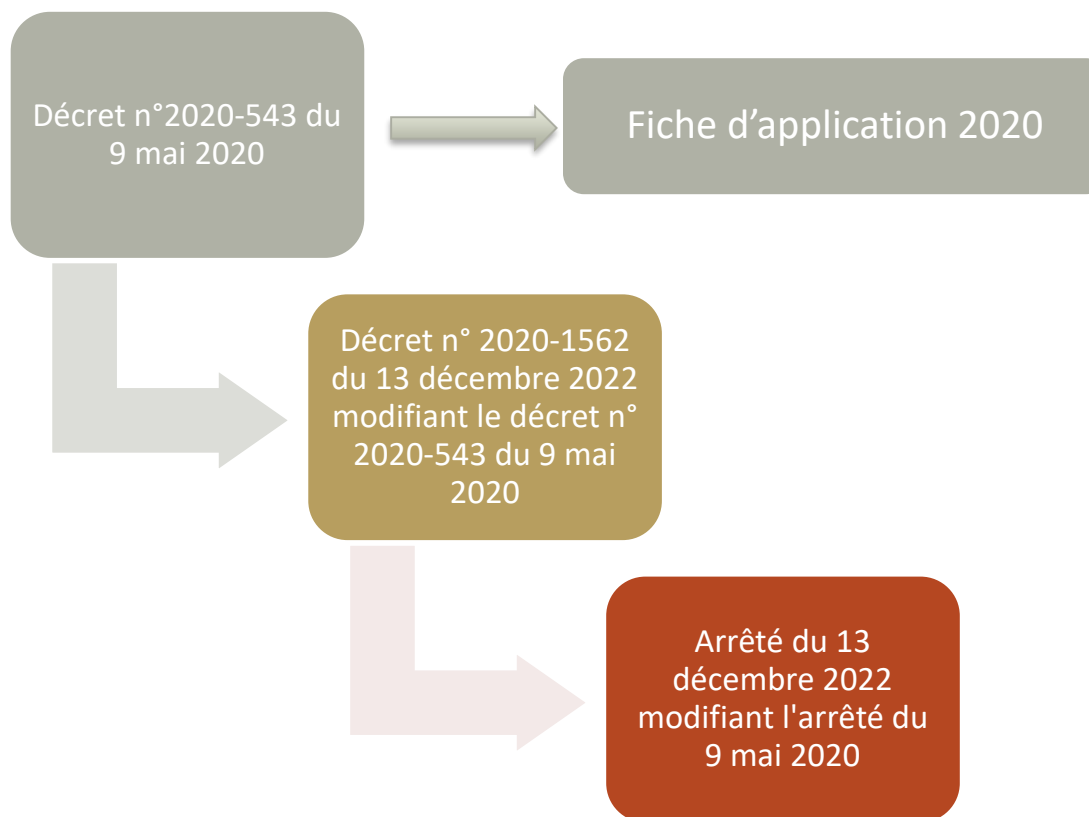 Décret n°2020-543 du
9 mai 2020
Fiche d'application 2020
Décret n° 2020-1562
du 13 décembre 2022
modifiant le décret n°
2020-543 du 9 mai
2020
Arrêté du 13
décembre 2022
modifiant l'arrêté du
9 mai 2020